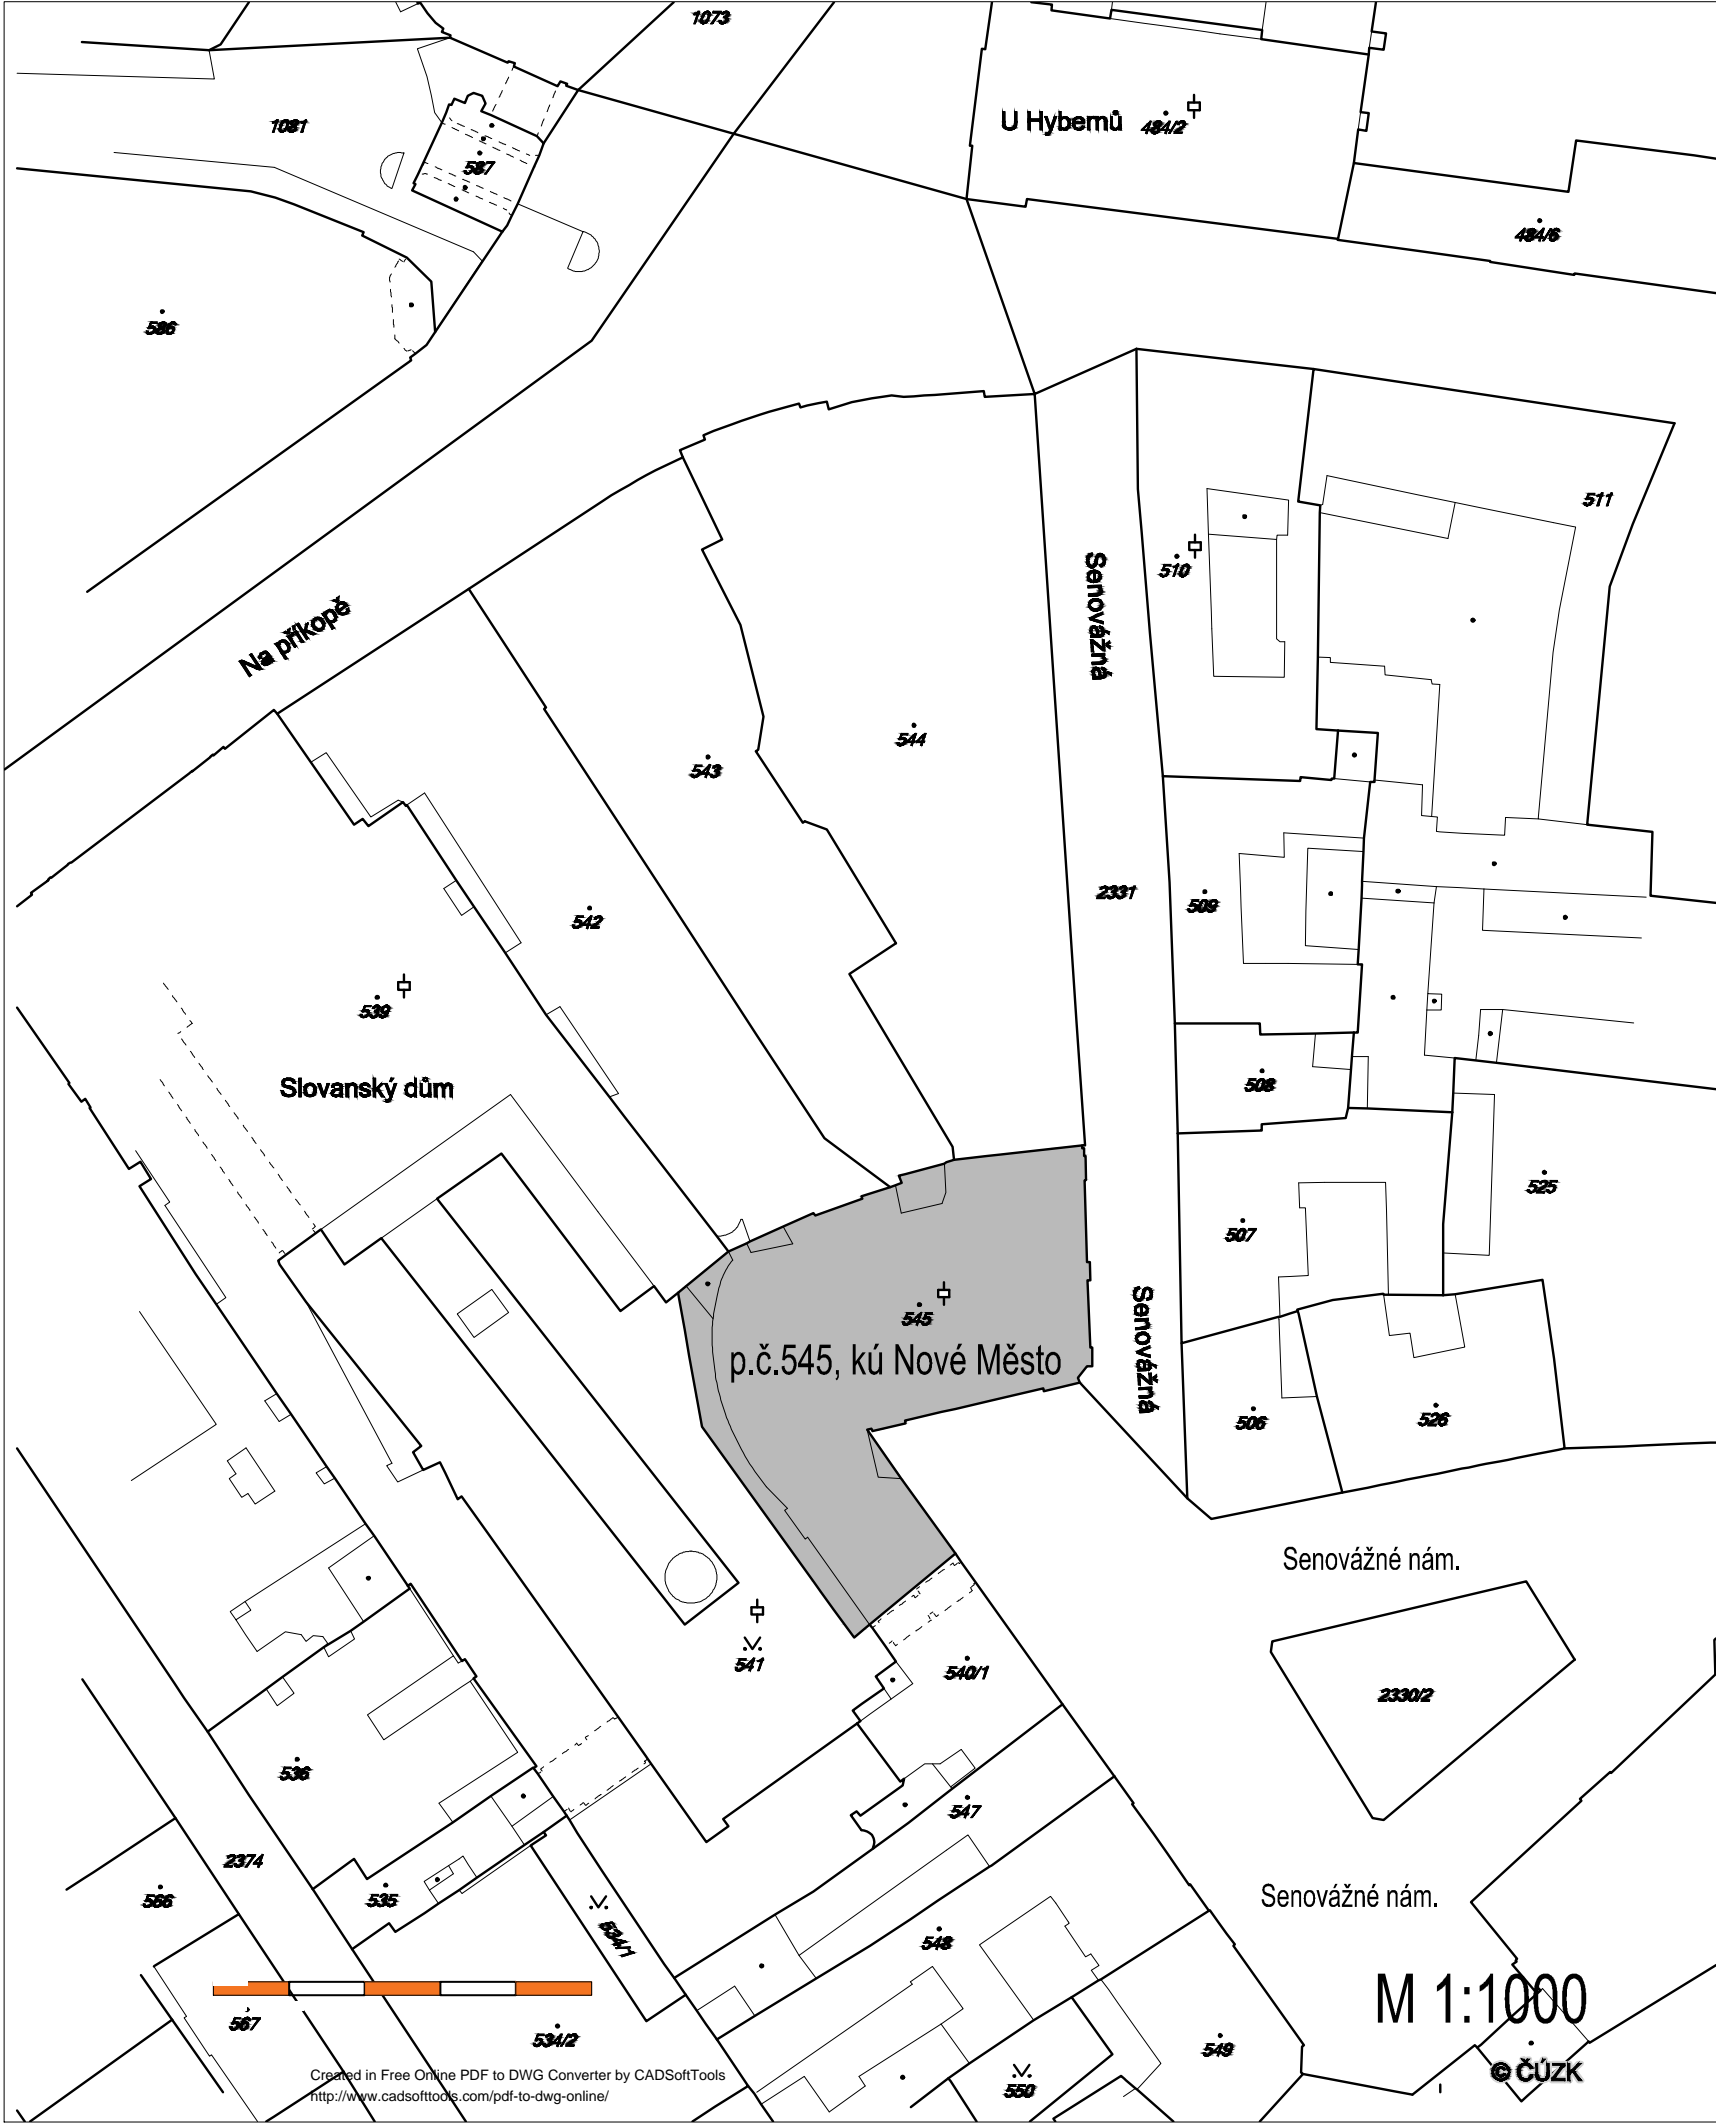 1073
1081
U Hybernů 484/2
587
484/6
586
511
510
Senovážná
Na příkopě
544
543
2331
509
542
539
Slovanský dům
508
525
507
545
p.č.545, kú Nové Město
Senovážná
506
526
Senovážné nám.
541
540/1
2330/2
536
547
2374
566
535
Senovážné nám.
534/1
548
M 1:1000
567
534/2
549
Created in Free Online PDF to DWG Converter by CADSoftTools
http://www.cadsofttools.com/pdf-to-dwg-online/
550
© ČÚZK